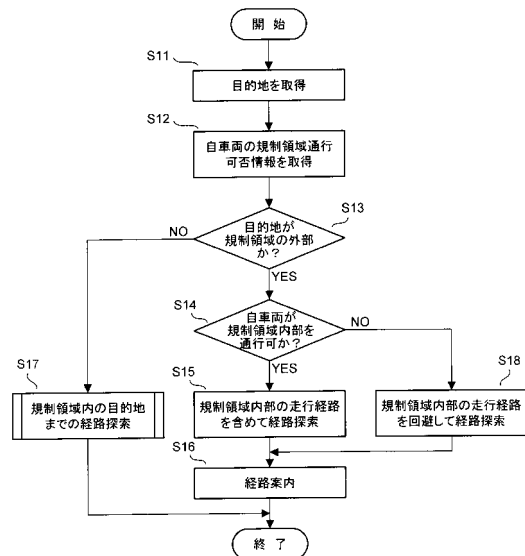 開 始
S11
目的地を取得
S12
自車両の規制領域通行
可否情報を取得
S13
目的地が
規制領域の外部
か?
NO
YES
S14
自車両が
規制領域内部を
通行可か?
NO
YES
S17
規制領域内の目的地
までの経路探索
S15
規制領域内部の走行経路
を含めて経路探索
S18
規制領域内部の走行経路
を回避して経路探索
S16
経路案内
終 了